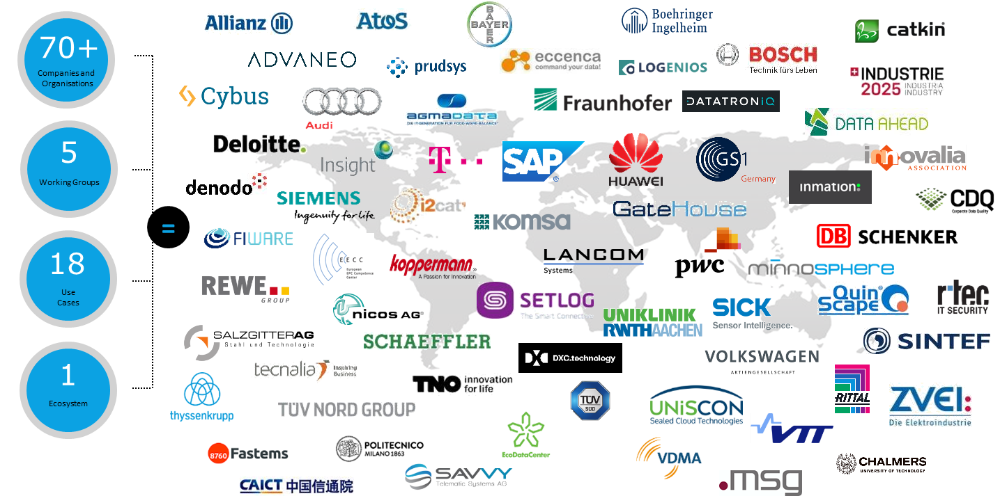 70+
Companies and
Organisations
5
Working Groups
18
Use
Cases
1
Ecosystem
=
Allianz
Atos
BAYER
BAYER
Boehringer
Ingelheim
catkin
ADVANEO
prudsys
eccenca
command your data!
LOGENIOS
BOSCH
Technik fürs Leben
INDUSTRIE
2025
INDUSTRIA
INDUSTRY
Cybus
Audi
AGMADATA
DIE IT-GENERATION FÜR FOOD-WARE BALANCE
Fraunhofer
DATATRONiQ
DATA AHEAD
Deloitte.
Insight
T
SAP
@
HUAWEI
GS1
Germany
innovalia
ASSOCIATION
denodo
SIEMENS
Ingenuity for life
i2cat
KOMSA
GATEHOUSE
inmation:
CDQ
Corporate Data Quality
FIWARE
EECC
European
EPC Competence
Center
koppermann
A Passion for Innovation
LANCOM
Systems
pwc
minnosphere
DB SCHENKER
REWE
GROUP
nicos AG
SETLOG
The Smart Connection
UNIKLINIK
RWTHAACHEN
SICK
Sensor Intelligence.
Quin
Scape
r-tec
IT SECURITY
SALZGITTERAG
Stahl und Technologie
SCHAEFFLER
DXC.technology
VOLKSWAGEN
AKTIENGESELLSCHAFT
SINTEF
tecnalia
Inspiring
Business
TNO innovation
for life
thyssenkrupp
TÜV NORD GROUP
TÜV
SÜD
UNiSCON
Sealed Cloud Technologies
RITTAL
ZVEI:
Die Elektroindustrie
VTT
8760 Fastems
POLITECNICO
MILANO 1863
EcoDataCenter
VDMA
CHALMERS
UNIVERSITY OF TECHNOLOGY
CAICT 中国信通院
SAVVY
Telematic Systems AG
.msg